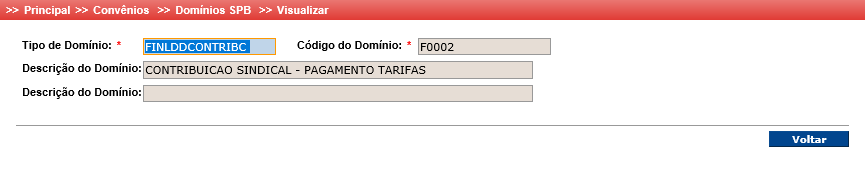 >> Principal >> Convênios >> Domínios SPB >> Visualizar
Tipo de Domínio: * FINLDDCONTRIBC Código do Domínio: * F0002
Descrição do Domínio: CONTRIBUICAO SINDICAL - PAGAMENTO TARIFAS
Descrição do Domínio:
Voltar